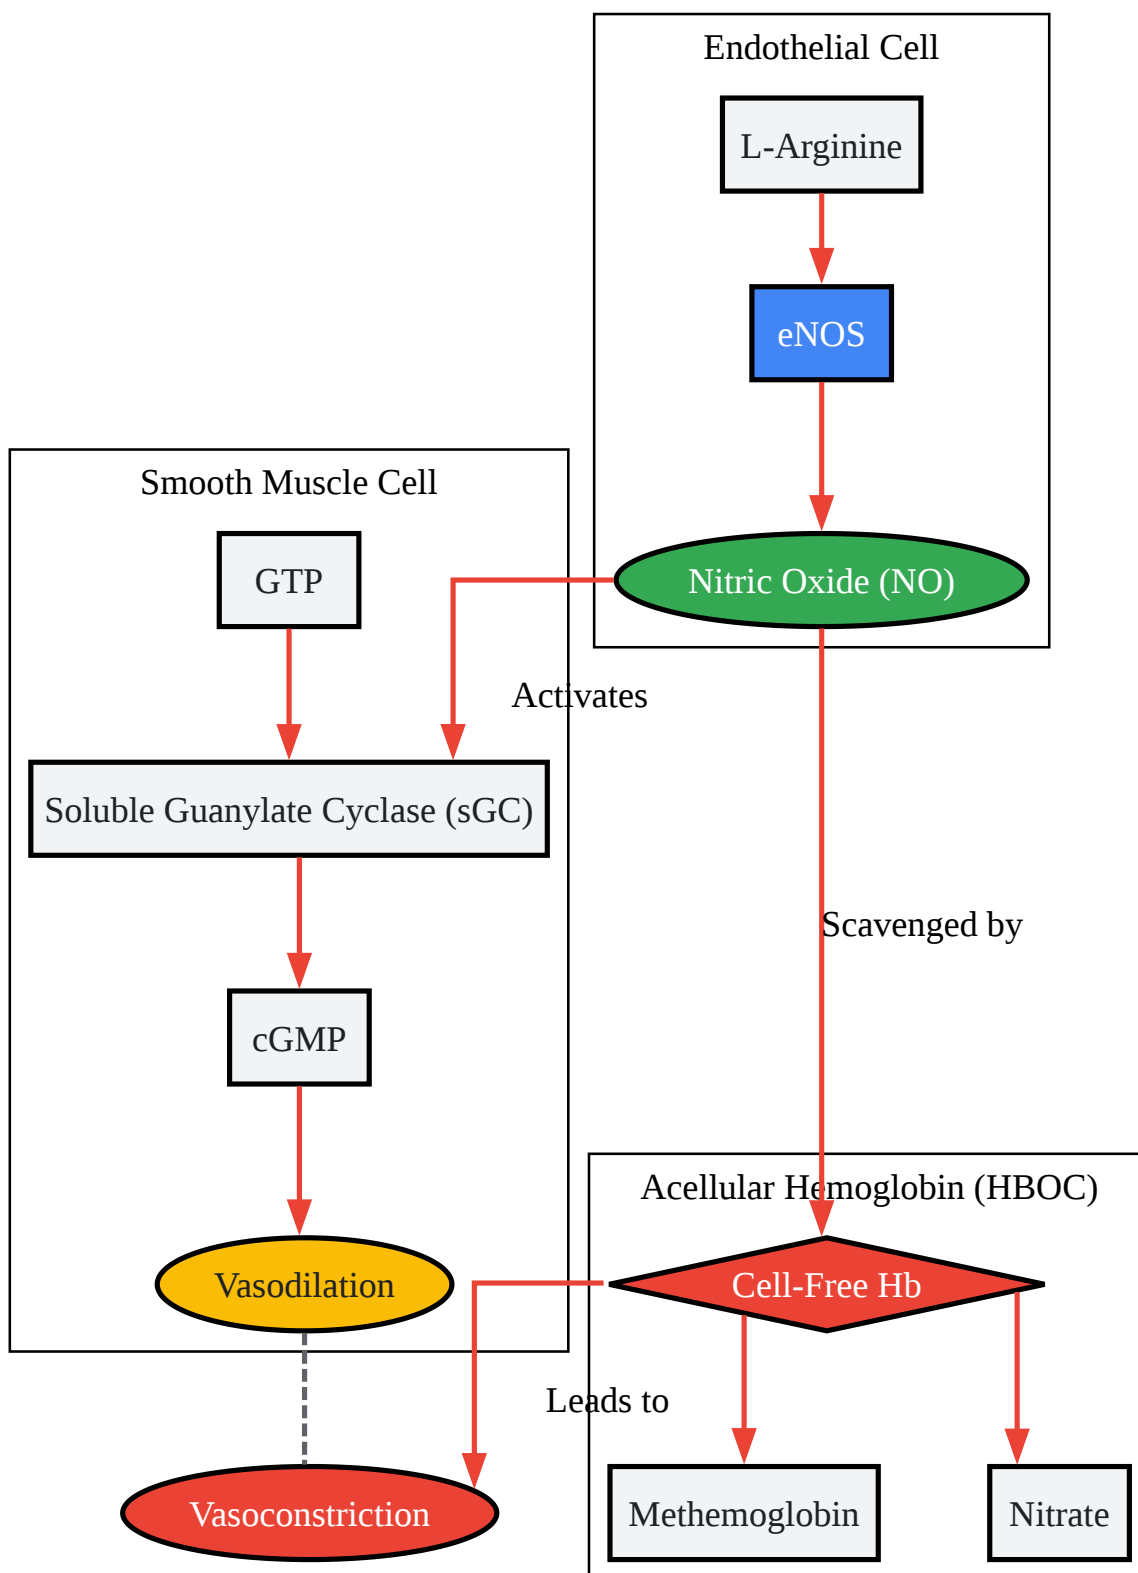 Endothelial Cell
L-Arginine
eNOS
Nitric Oxide (NO)
Smooth Muscle Cell
GTP
Activates
Soluble Guanylate Cyclase (sGC)
Scavenged by
cGMP
Vasodilation
Acellular Hemoglobin (HBOC)
Cell-Free Hb
Leads to
Vasoconstriction
Methemoglobin
Nitrate